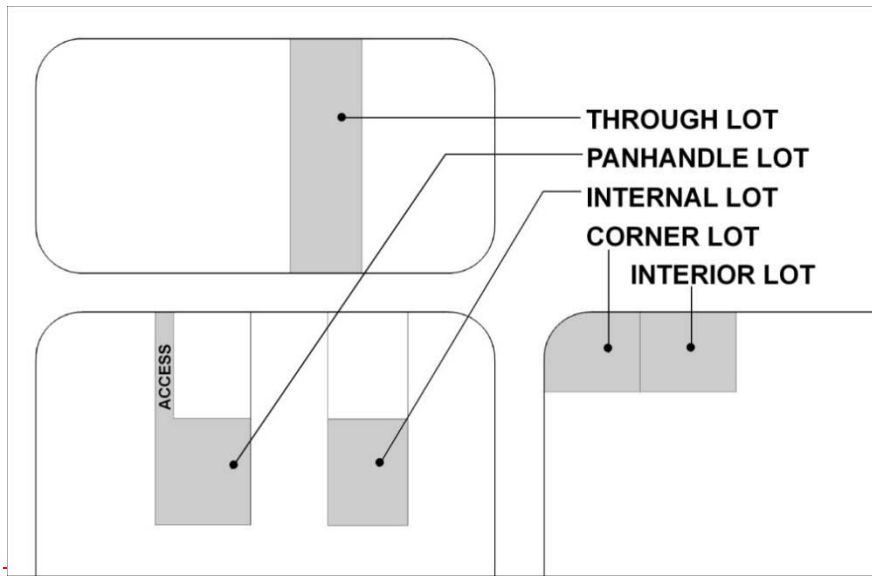 THROUGH LOT
PANHANDLE LOT
INTERNAL LOT
CORNER LOT
INTERIOR LOT
ACCESS